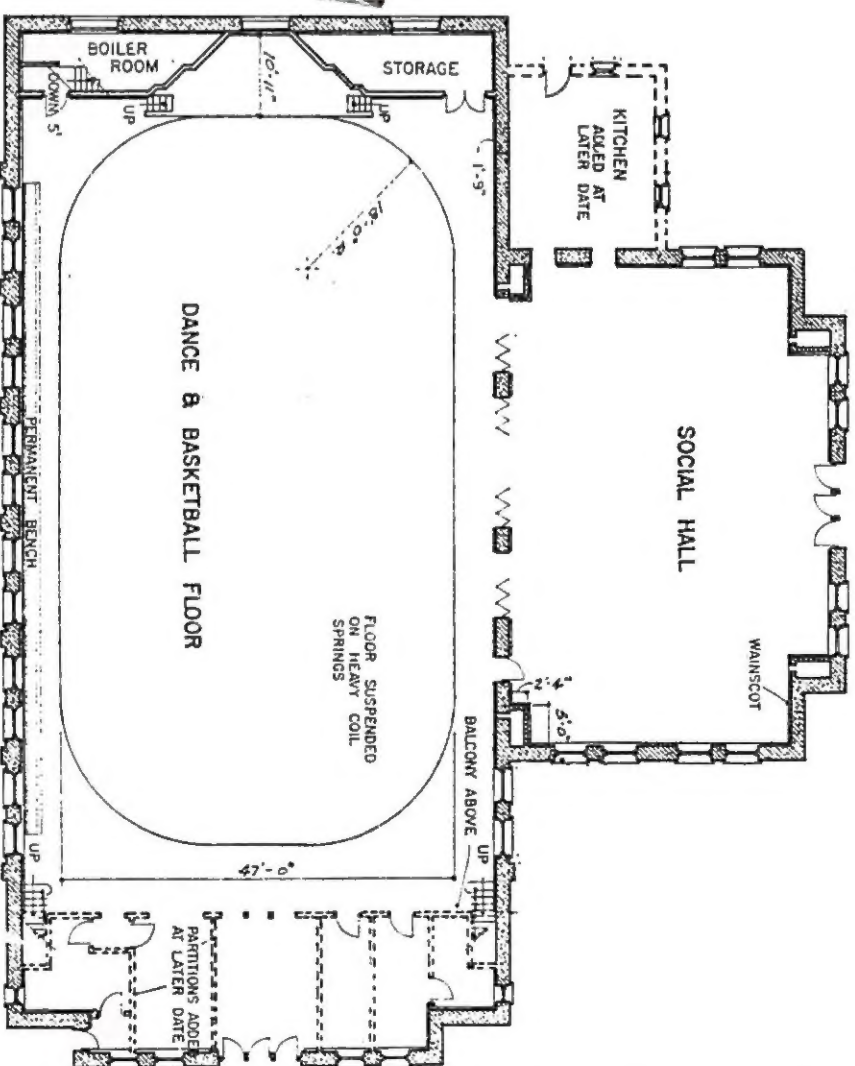 BOILER
ROOM
STORAGE
10'-11"
DOWN 5'
UP
UP
KITCHEN
ADDED AT
LATER DATE
1'-9"
18'-0" R
DANCE & BASKETBALL FLOOR
SOCIAL HALL
WAINSCOT
PERMANENT BENCH
FLOOR SUSPENDED
ON HEAVY COIL
SPRINGS
2'-4"
5'-0"
BALCONY ABOVE
UP
UP
47'-0"
PARTITIONS ADDE
AT LATER DATE